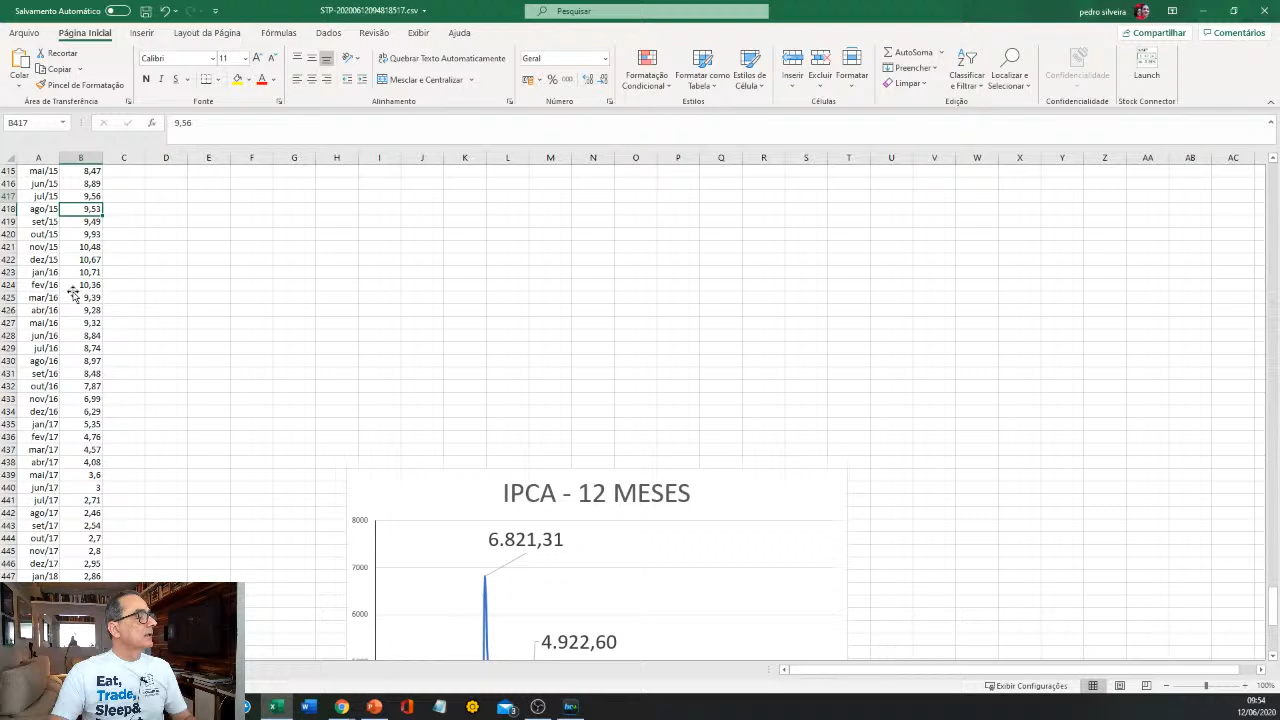 Salvamento Automático
STP-20200612094818517.csv
Pesquisar
pedro silveira
Arquivo Página Inicial Inserir Layout da Página Fórmulas Dados Revisão Exibir Ajuda
Compartilhar Comentários
Colar
Recortar
Copiar
Pincel de Formatação
Área de Transferência
Calibri 11
N I S
Fonte
Quebrar Texto Automaticamente
Mesclar e Centralizar
Alinhamento
Geral
% 000
Número
Formatação Condicional
Formatar como Tabela
Estilos de Célula
Estilos
Inserir Excluir Formatar
Células
AutoSoma
Preencher
Limpar
Classificar e Filtrar
Localizar e Selecionar
Edição
Confidencialidade
Confidencialidade
Launch
Stock Connector
B417 fx 9,56
A B C D E F G H I J K L M N O P Q R S T U V W X Y Z AA AB AC
415 mai/15 8,47
416 jun/15 8,89
417 jul/15 9,56
418 ago/15 9,53
419 set/15 9,49
420 out/15 9,93
421 nov/15 10,48
422 dez/15 10,67
423 jan/16 10,71
424 fev/16 10,36
425 mar/16 9,39
426 abr/16 9,28
427 mai/16 9,32
428 jun/16 8,84
429 jul/16 8,74
430 ago/16 8,97
431 set/16 8,48
432 out/16 7,87
433 nov/16 6,99
434 dez/16 6,29
435 jan/17 5,35
436 fev/17 4,76
437 mar/17 4,57
438 abr/17 4,08
439 mai/17 3,6
440 jun/17 3
441 jul/17 2,71
442 ago/17 2,46
443 set/17 2,54
444 out/17 2,7
445 nov/17 2,8
446 dez/17 2,95
447 jan/18 2,86
IPCA - 12 MESES
8000
7000
6000
6.821,31
4.922,60
Eat,
Trade,
Sleep&
Exibir Configurações
100%
09:54
12/06/2020